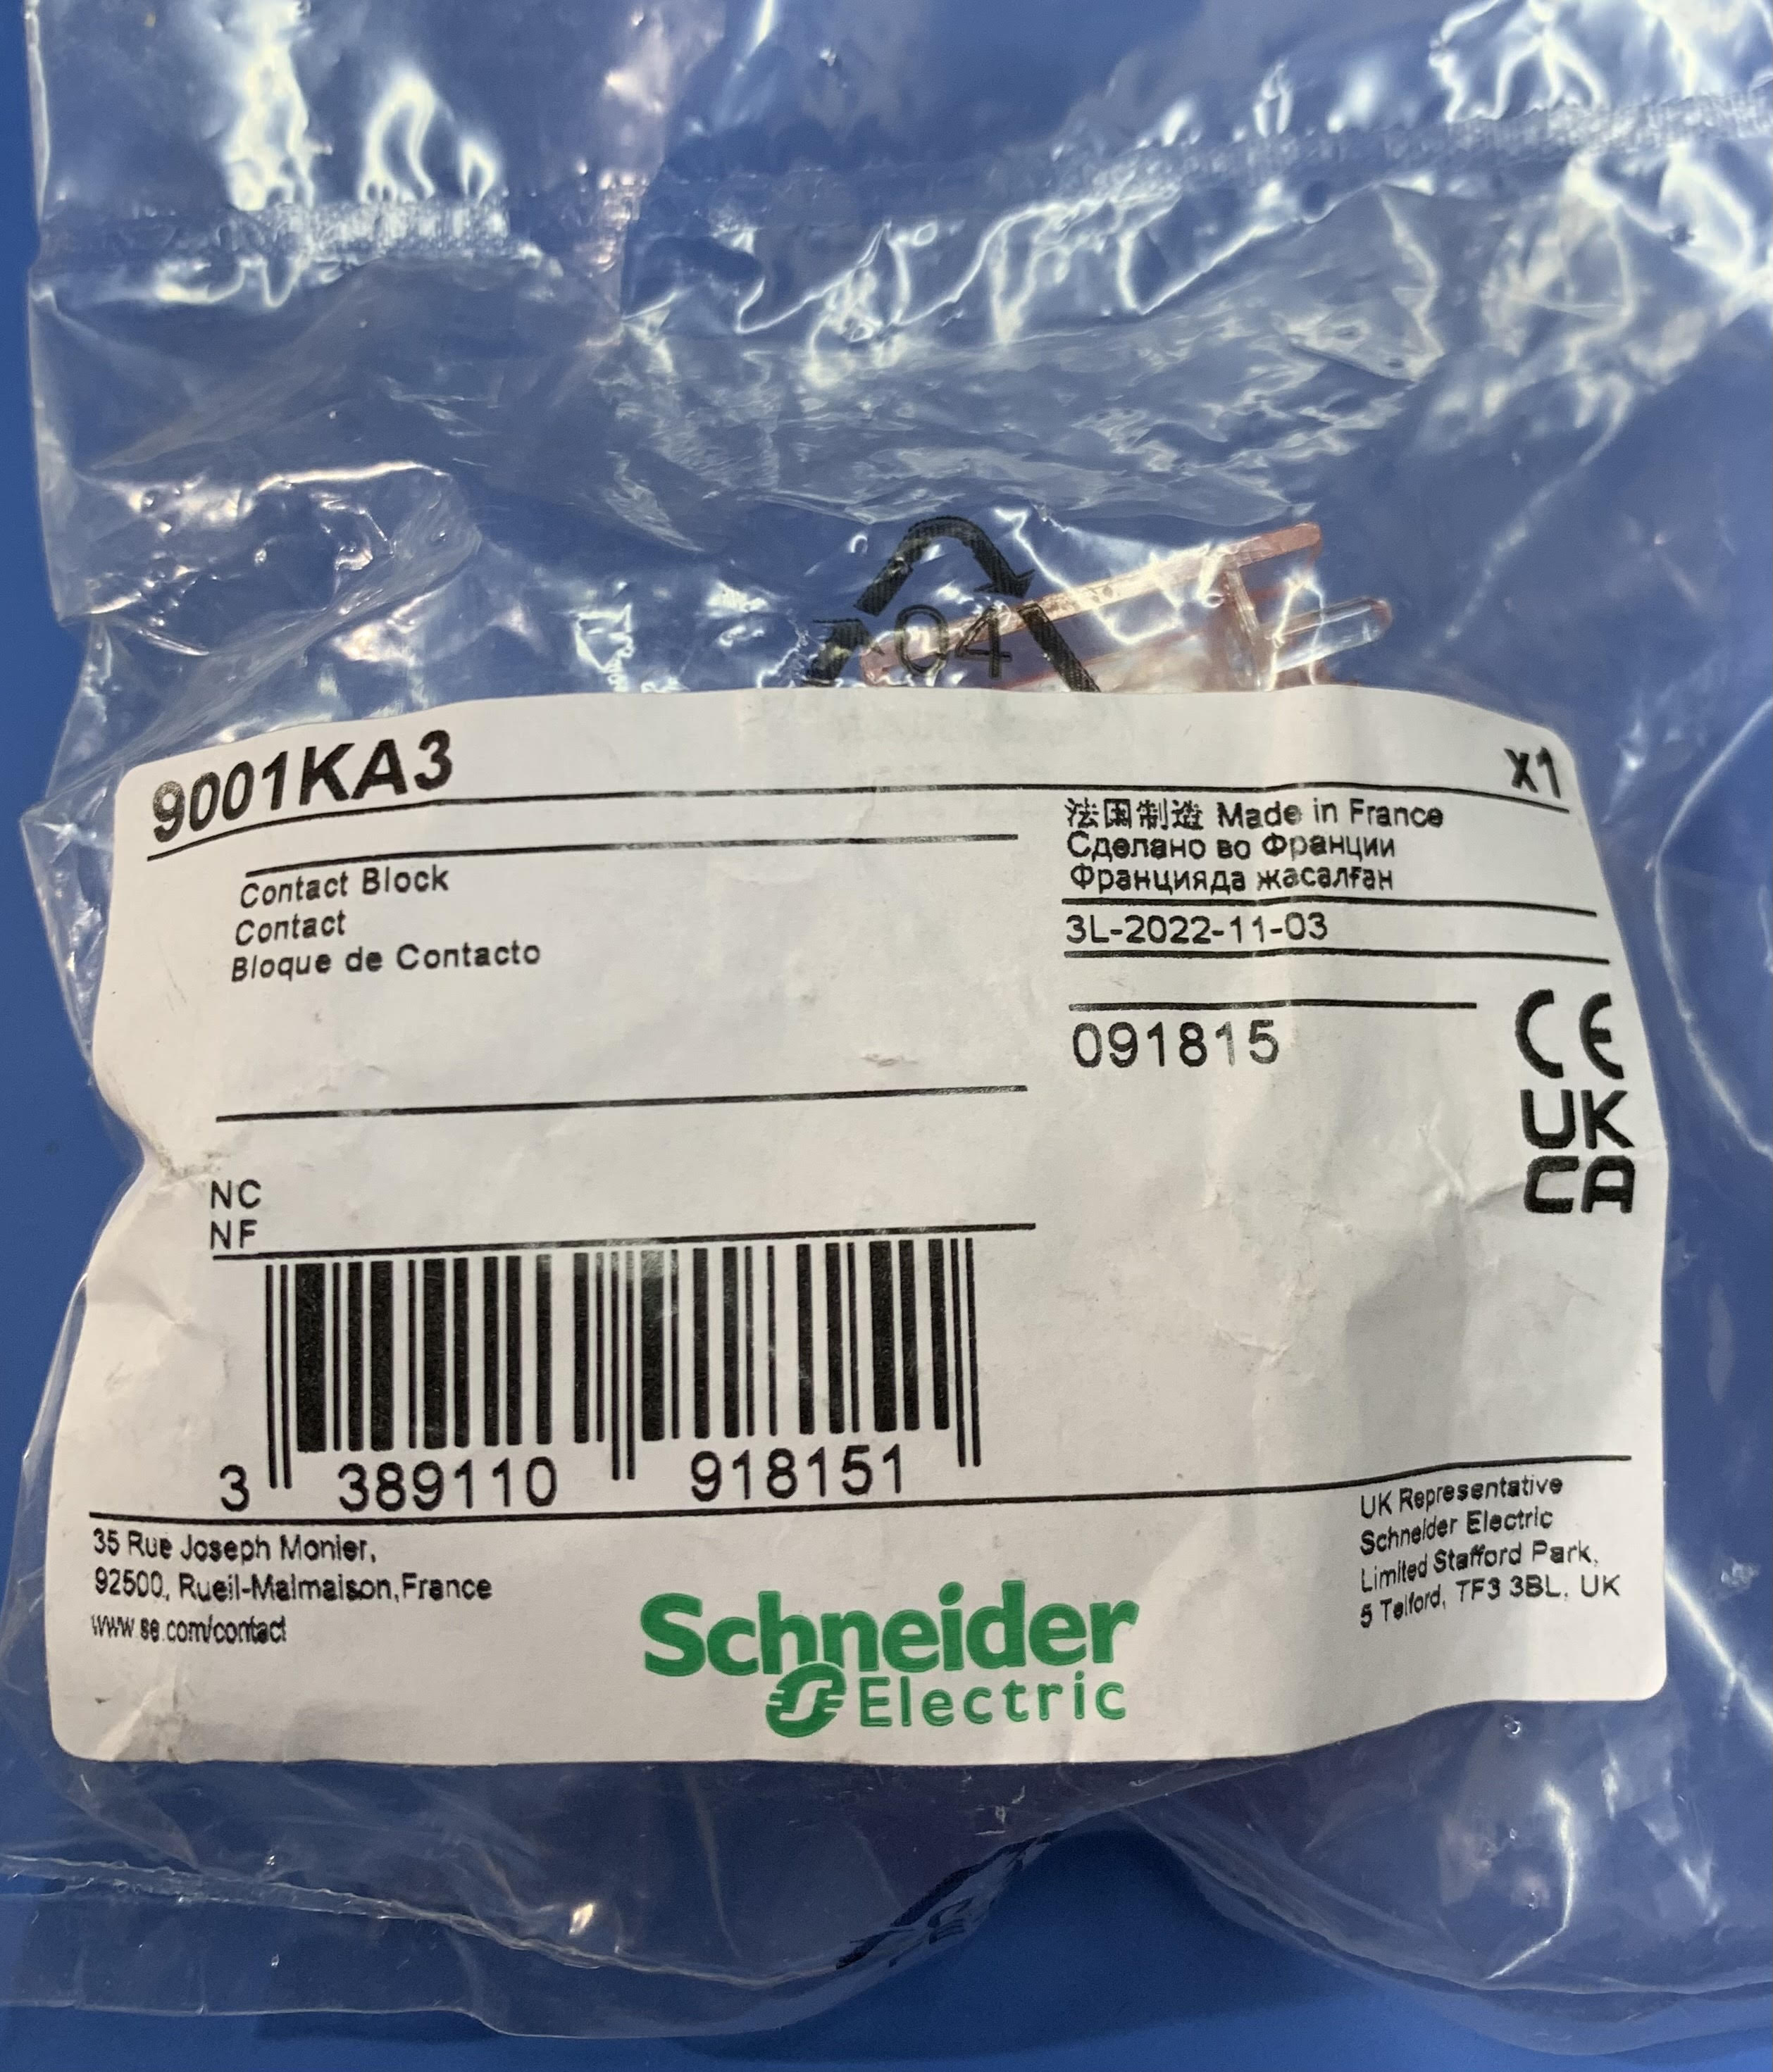 04
9001KA3
x1
Contact Block
Contact
Bloque de Contacto
法国制造 Made in France
Сделано во Франции
Францияда жасалған
3L-2022-11-03
091815
CE
UK
CA
NC
NF
3 389110 918151
35 Rue Joseph Monier,
92500, Rueil-Malmaison,France
www.se.com/contact
Schneider
Electric
UK Representative
Schneider Electric
Limited Stafford Park,
5 Telford, TF3 3BL, UK